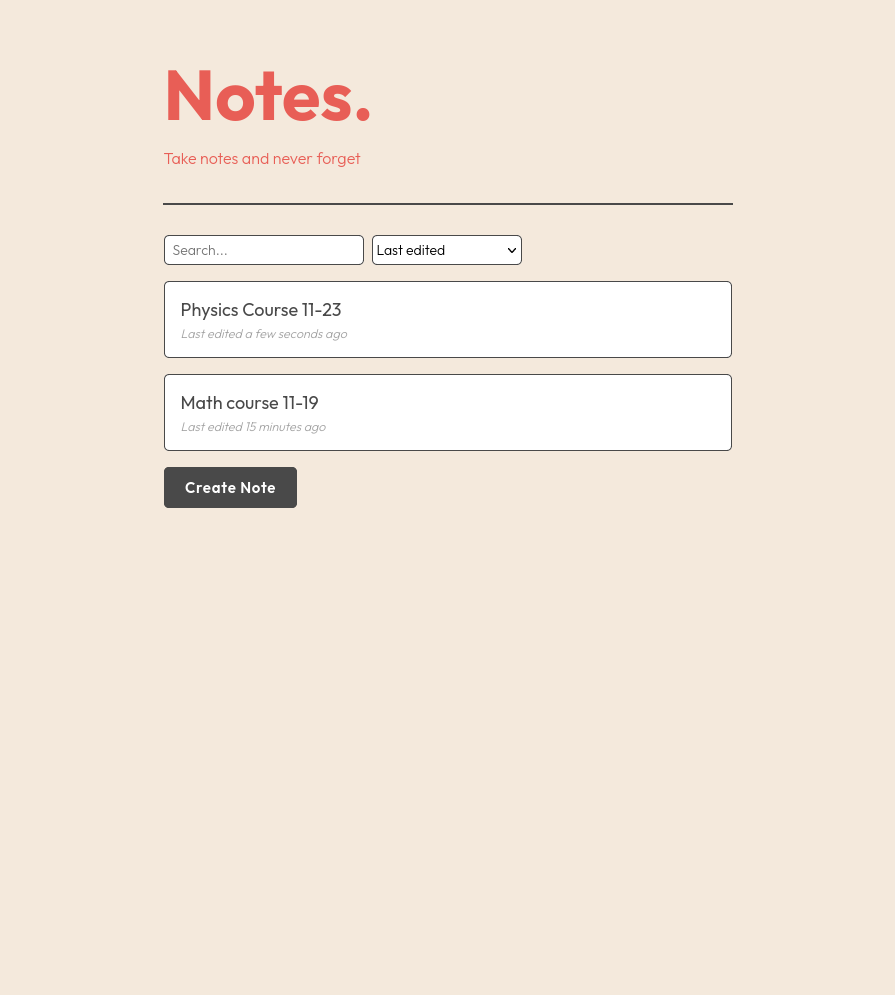 Notes.
Take notes and never forget
Search...
Last edited
Physics Course 11-23
Last edited a few seconds ago
Math course 11-19
Last edited 15 minutes ago
Create Note